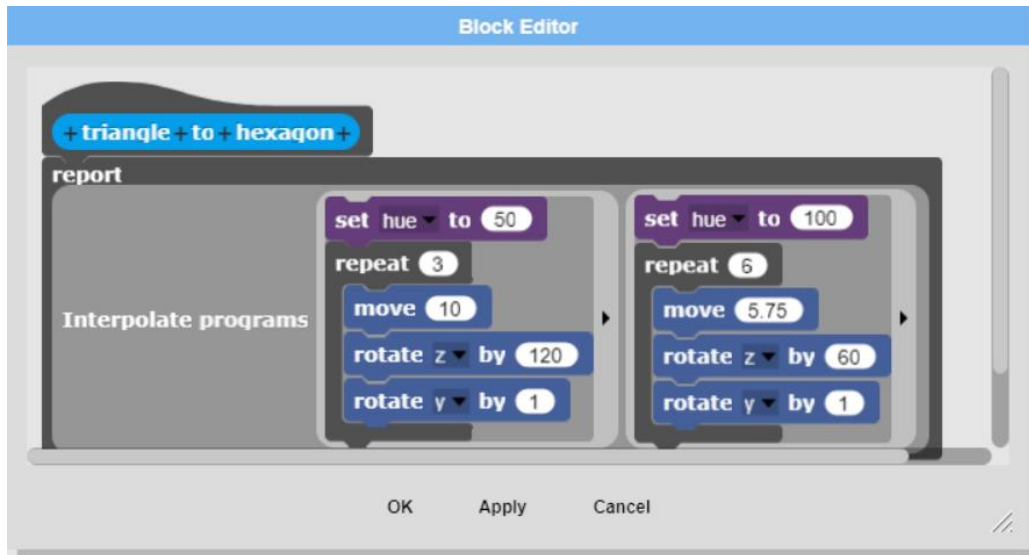 Block Editor
+ triangle + to + hexagon +
report
Interpolate programs
set hue to 50
repeat 3
move 10
rotate z by 120
rotate y by 1
set hue to 100
repeat 6
move 5.75
rotate z by 60
rotate y by 1
OK Apply Cancel